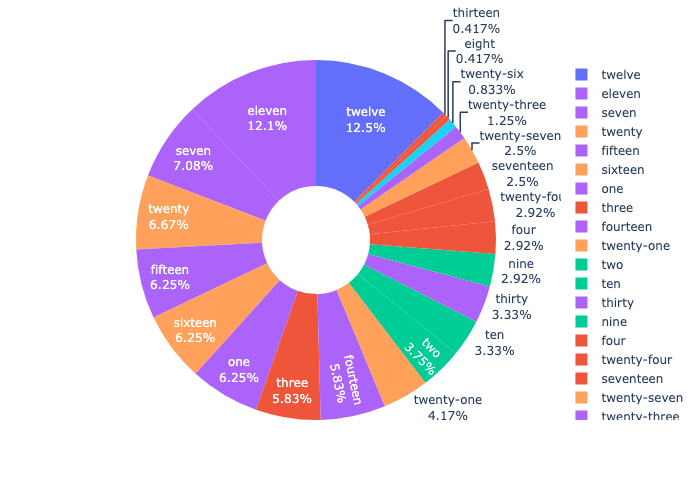 thirteen
0.417%
eight
0.417%
twenty-six
0.833%
twenty-three
1.25%
twenty-seven
2.5%
seventeen
2.5%
twenty-fou
2.92%
four
2.92%
nine
2.92%
thirty
3.33%
ten
3.33%
two
3.75%
twenty-one
4.17%
fourteen
5.83%
three
5.83%
one
6.25%
sixteen
6.25%
fifteen
6.25%
twenty
6.67%
seven
7.08%
eleven
12.1%
twelve
12.5%
twelve
eleven
seven
twenty
fifteen
sixteen
one
three
fourteen
twenty-one
two
ten
thirty
nine
four
twenty-four
seventeen
twenty-seven
twenty-three